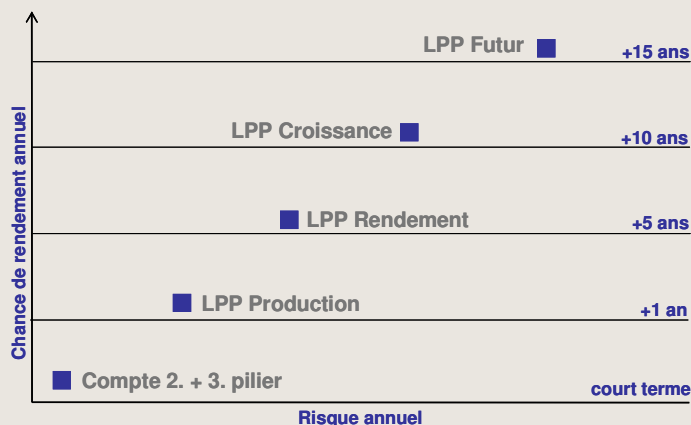 LPP Futur
+15 ans
LPP Croissance
+10 ans
LPP Rendement
+5 ans
LPP Production
+1 an
Compte 2. + 3. pilier
court terme
Chance de rendement annuel
Risque annuel